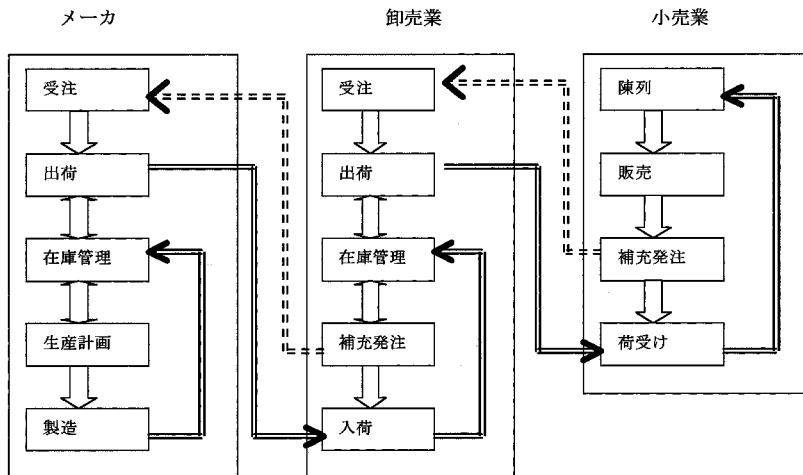 メーカ
卸売業
小売業
受注
出荷
在庫管理
生産計画
製造
受注
出荷
在庫管理
補充発注
入荷
陳列
販売
補充発注
荷受け